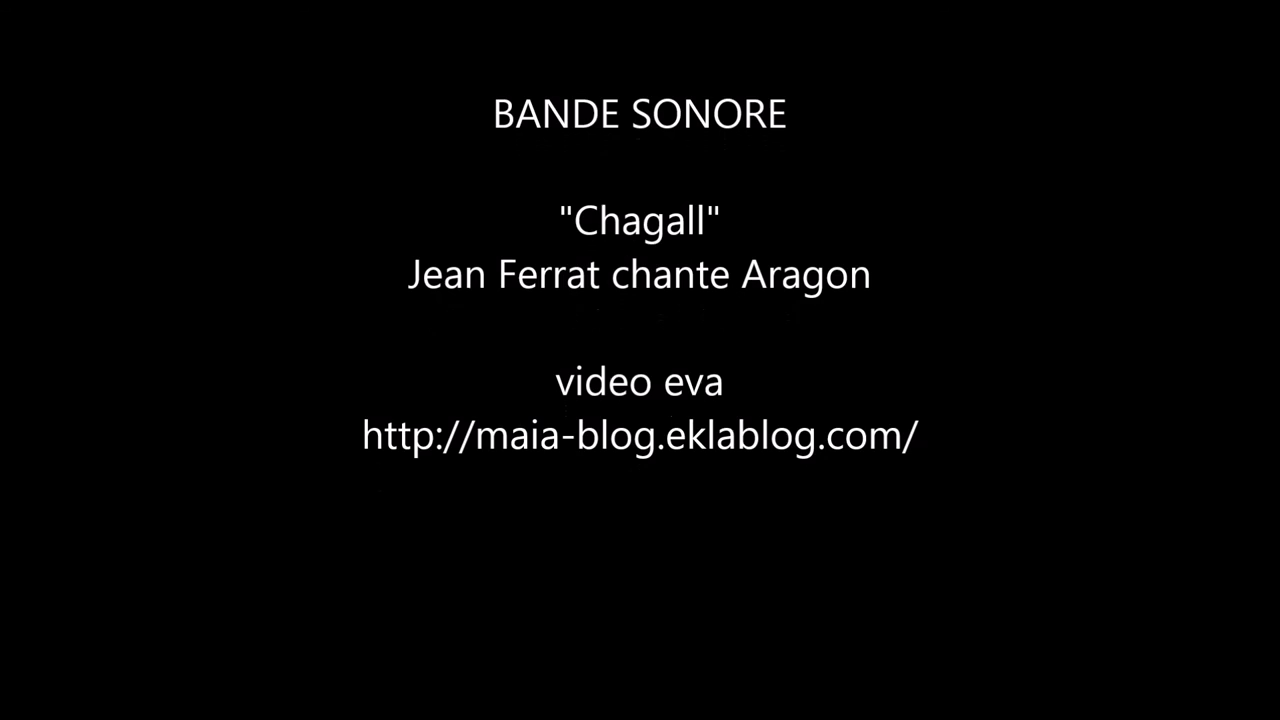 BANDE SONORE
"Chagall"
Jean Ferrat chante Aragon
video eva
http://maia-blog.eklablog.com/